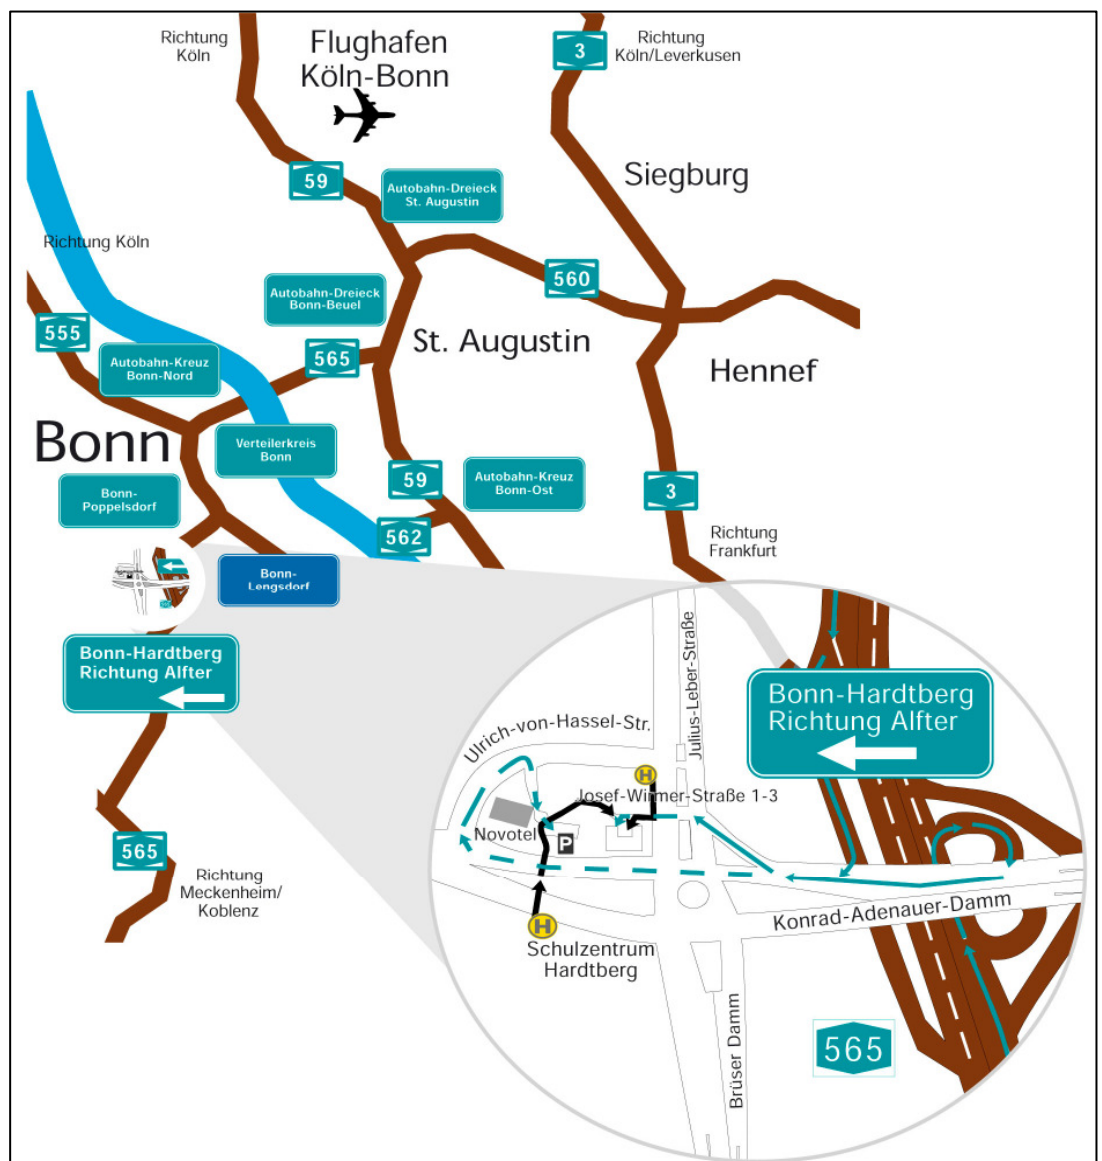 Richtung
Köln
Flughafen
Köln-Bonn
3
Richtung
Köln/Leverkusen
59
Autobahn-Dreieck
St. Augustin
Siegburg
Richtung Köln
560
Autobahn-Dreieck
Bonn-Beuel
555
565
St. Augustin
Autobahn-Kreuz
Bonn-Nord
Hennef
Bonn
Verteilerkreis
Bonn
59
Autobahn-Kreuz
Bonn-Ost
3
Bonn-
Poppelsdorf
562
Richtung
Frankfurt
Bonn-
Lengsdorf
Bonn-Hardtberg
Richtung Alfter
Julius-Leber-Straße
Bonn-Hardtberg
Richtung Alfter
Ulrich-von-Hassel-Str.
H
Josef-Wirmer-Straße 1-3
Novotel
P
565
Richtung
Meckenheim/
Koblenz
Konrad-Adenauer-Damm
H
Schulzentrum
Hardtberg
Brüser Damm
565